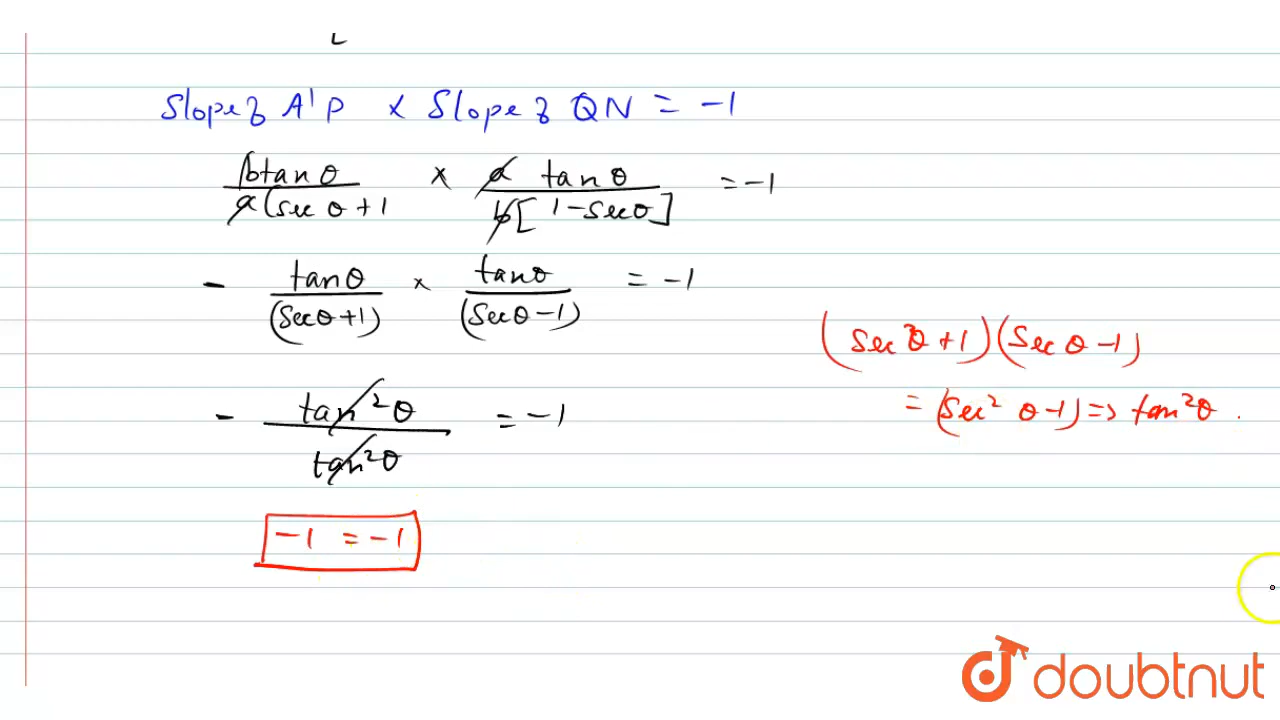 Slope of A'P × Slope of QN = -1
btanθ / a(secθ+1 × a tanθ / b[1-secθ] = -1
- tanθ / (secθ+1) × tanθ / (secθ-1) = -1
(sec²θ+1)(secθ-1)
= (sec²θ-1) => tan²θ.
- tan²θ / tan²θ = -1
-1 = -1
doubtnut